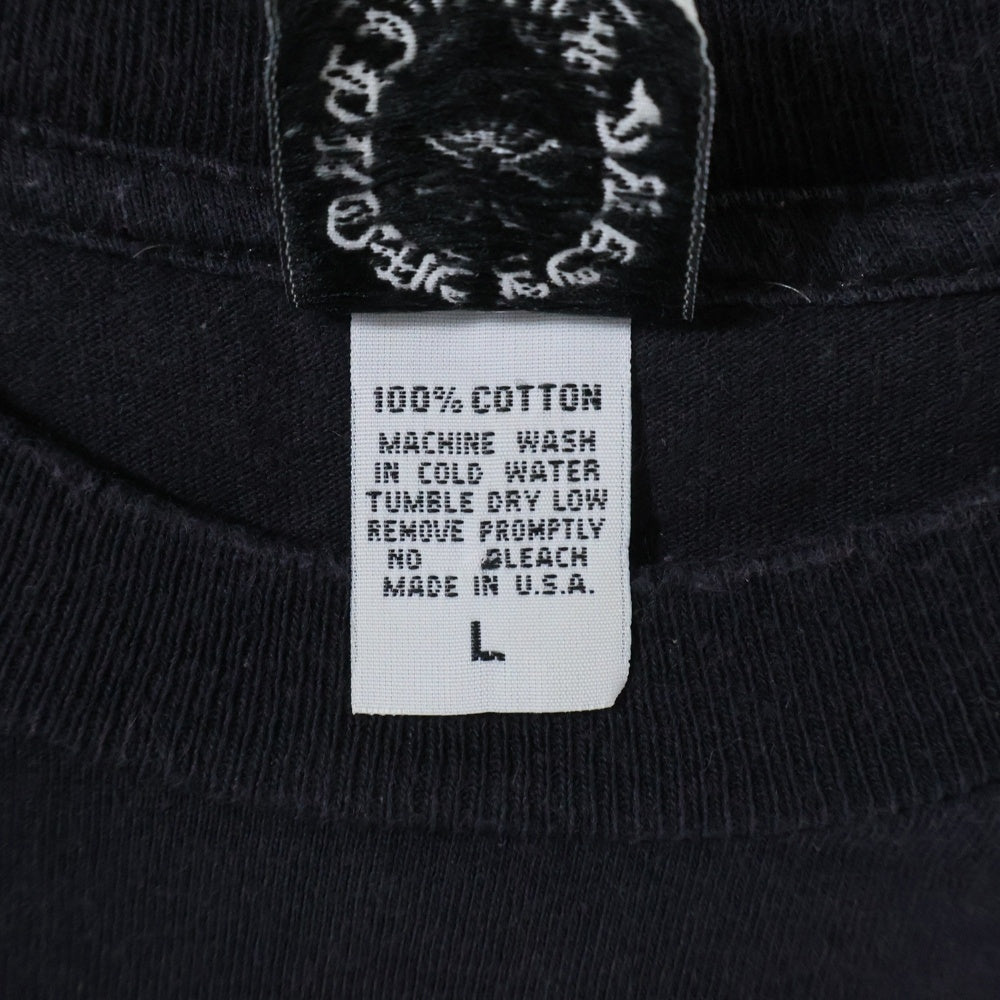 100% COTTON
MACHINE WASH
IN COLD WATER
TUMBLE DRY LOW
REMOVE PROMPTLY
NO BLEACH
MADE IN U.S.A.
L